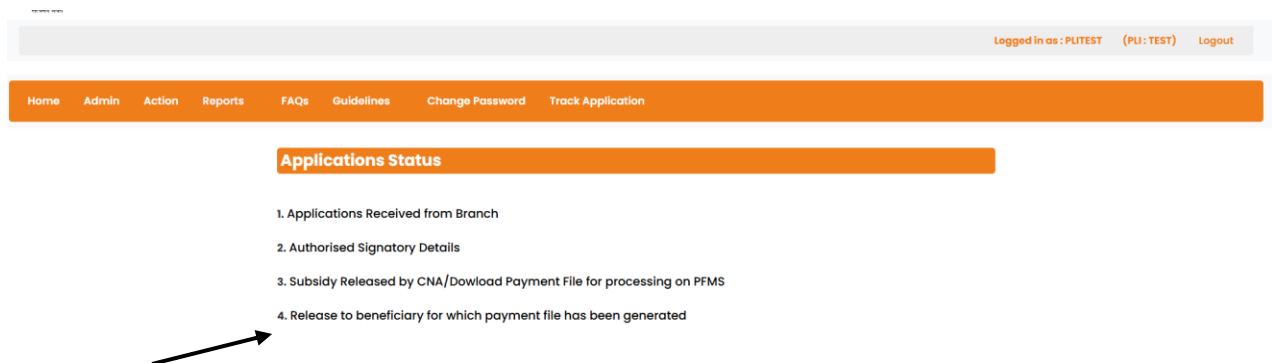 Logged in as : PLITEST (PLI : TEST) Logout
Home Admin Action Reports FAQs Guidelines Change Password Track Application
Applications Status
1. Applications Received from Branch
2. Authorised Signatory Details
3. Subsidy Released by CNA/Dowload Payment File for processing on PFMS
4. Release to beneficiary for which payment file has been generated